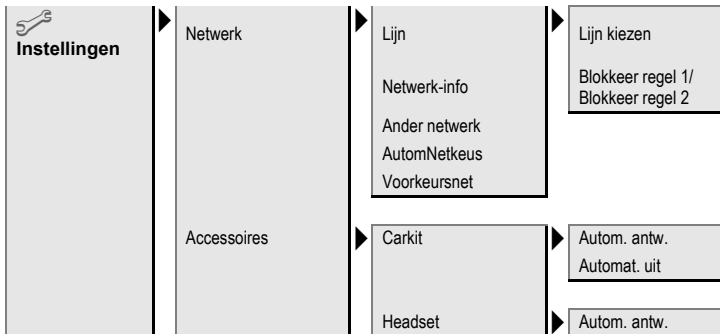 Instellingen
Netwerk
Lijn
Lijn kiezen
Blokkeer regel 1/
Blokkeer regel 2
Netwerk-info
Ander netwerk
AutomNetkeus
Voorkeursnet
Accessoires
Carkit
Autom. antw.
Automat. uit
Headset
Autom. antw.